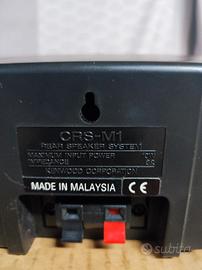 CRS-M1
REAR SPEAKER SYSTEM
MAXIMUM INPUT POWER
IMPEDANCE
KENWOOD CORPORATION
MADE IN MALAYSIA CE
subito